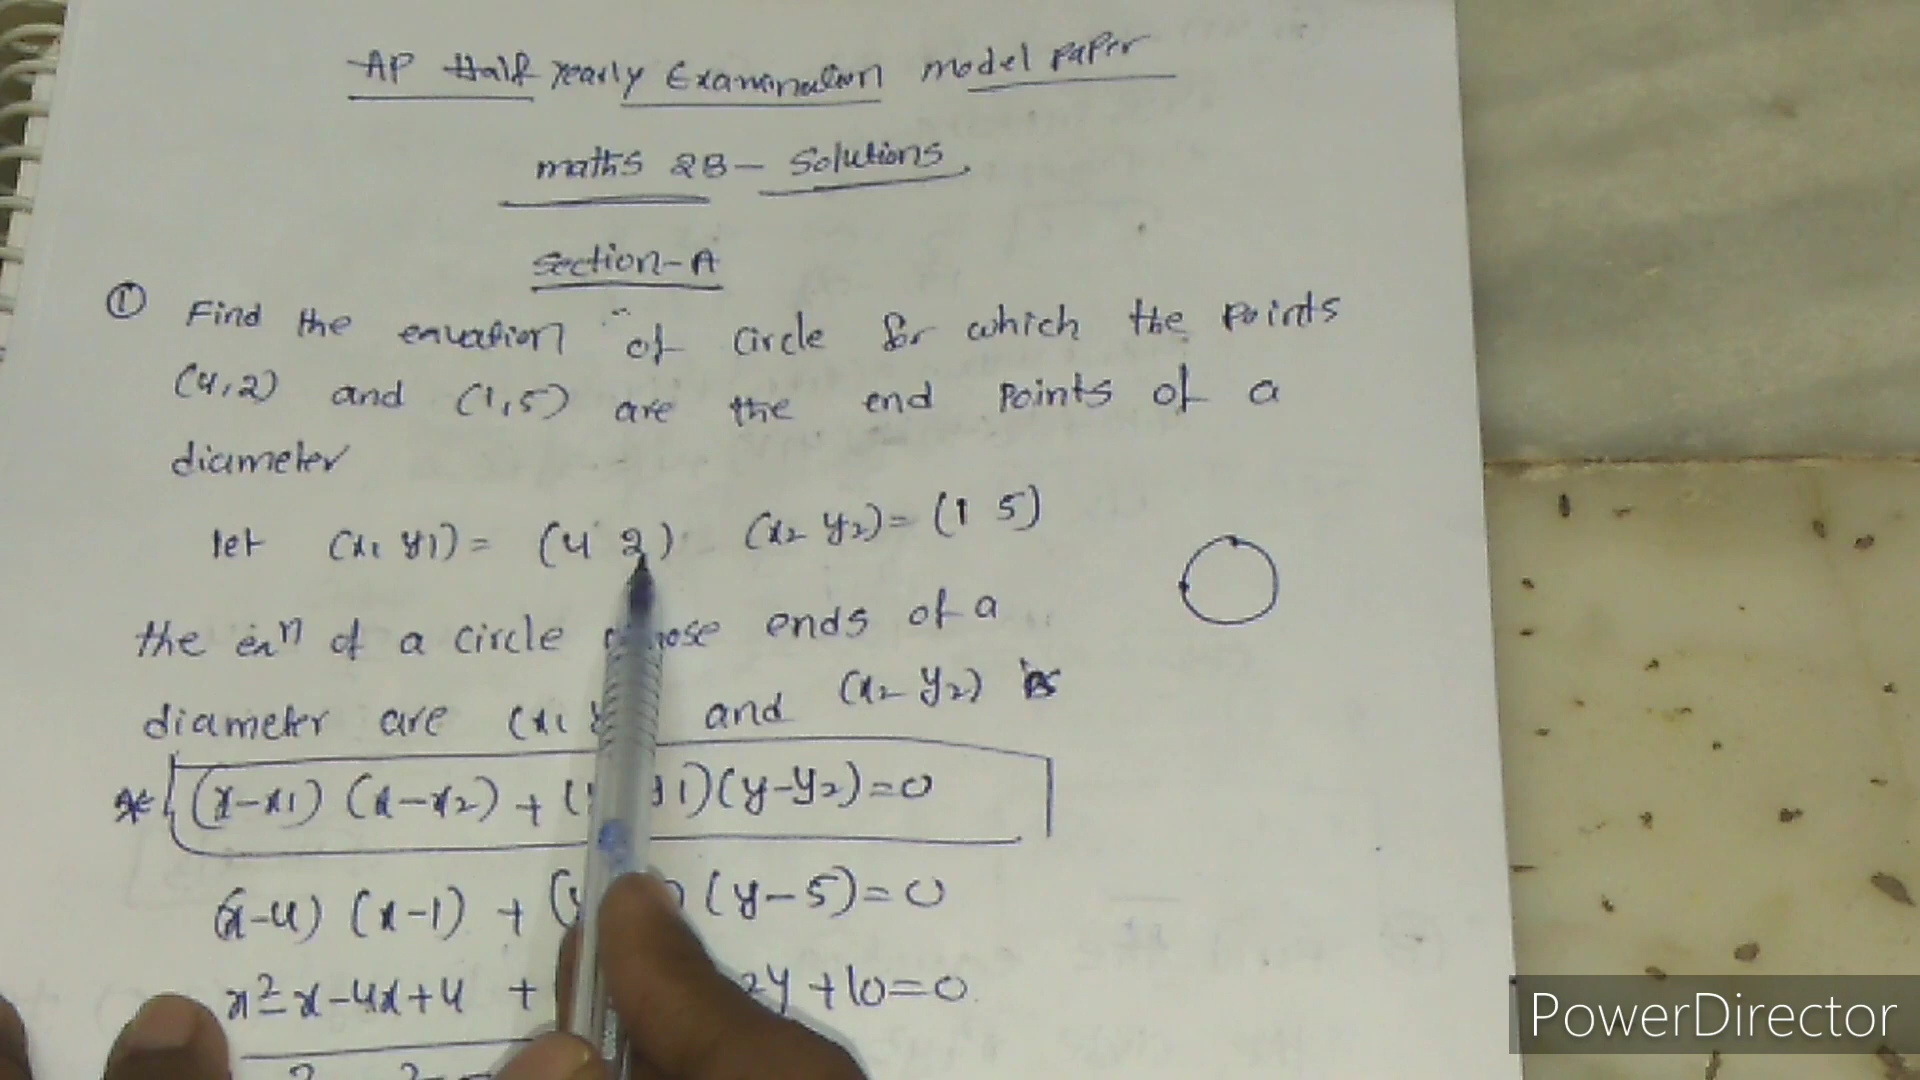 AP Half yearly Examination model paper
maths 2B - Solutions.
section-A
① Find the equation of circle for which the points
(4,2) and (1,5) are the end points of a
diameter
let (x1 y1) = (4 2) (x2 y2) = (1 5)
the eqn of a circle ends of a
diameter are (x1 and (x2 y2) is
(x-x1) (x-x2) + ( 1) (y-y2) = 0
(x-4) (x-1) + (y (y-5) = 0
x²-x-4x+4 + 2y +10=0
PowerDirector